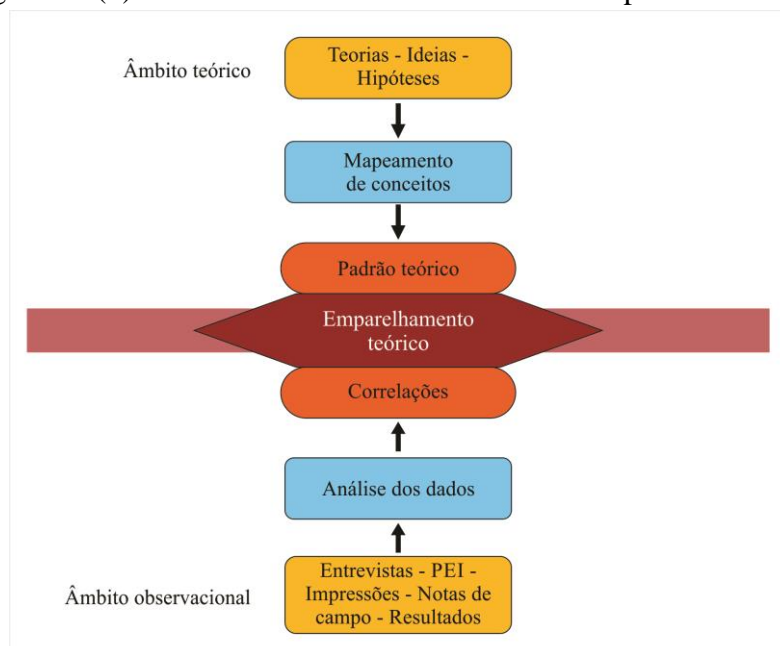 Âmbito teórico
Teorias - Ideias -
Hipóteses
Mapeamento
de conceitos
Padrão teórico
Emparelhamento
teórico
Correlações
Análise dos dados
Âmbito observacional
Entrevistas - PEI -
Impressões - Notas de
campo - Resultados